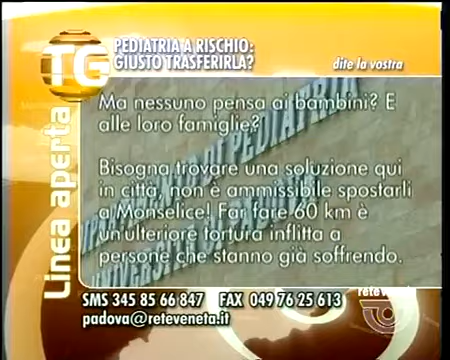 TG
Linea aperta
PEDIATRIA A RISCHIO:
GIUSTO TRASFERIRLA?
dite la vostra
Ma nessuno pensa ai bambini? E
alle loro famiglie?
Bisogna trovare una soluzione qui
in città, non è ammissibile spostarli
a Monselice! Far fare 60 km è
un'ulteriore tortura inflitta a
persone che stanno già soffrendo.
DI PEDIATRIA
SMS 345 85 66 847 FAX 049 76 25 613
padova@reteveneta.it